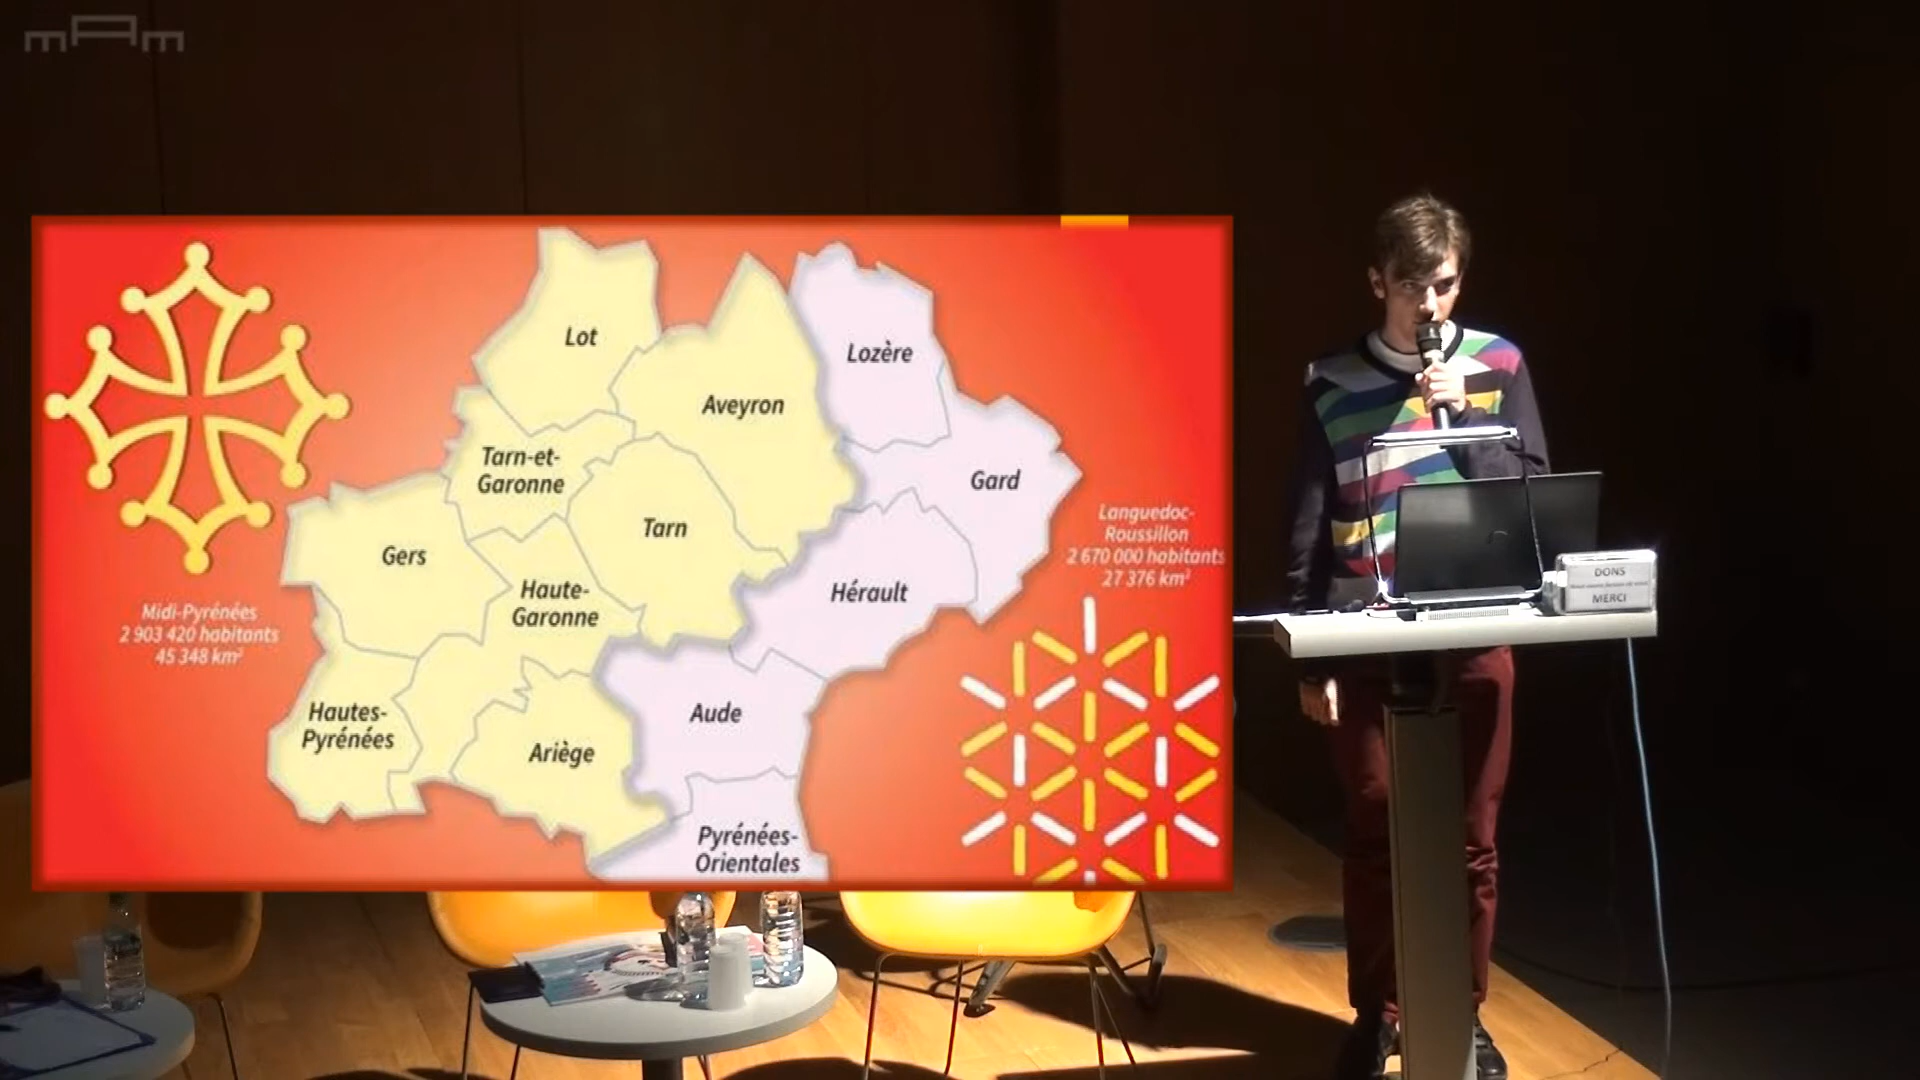 mAm
Lot
Lozère
Aveyron
Tarn-et-
Garonne
Gard
Tarn
Gers
Languedoc-
Roussillon
2 670 000 habitants
27 376 km²
Haute-
Garonne
Hérault
Midi-Pyrénées
2 903 420 habitants
45 348 km²
Hautes-
Pyrénées
Aude
Ariège
Pyrénées-
Orientales
DONS
MERCI